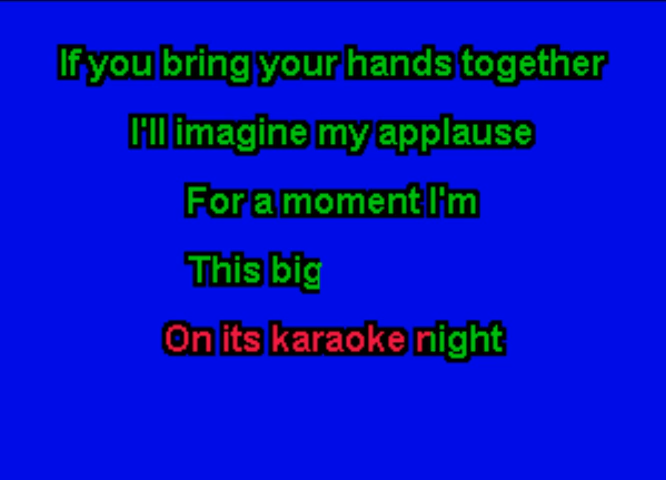 If you bring your hands together
I'll imagine my applause
For a moment I'm
This big
On its karaoke night